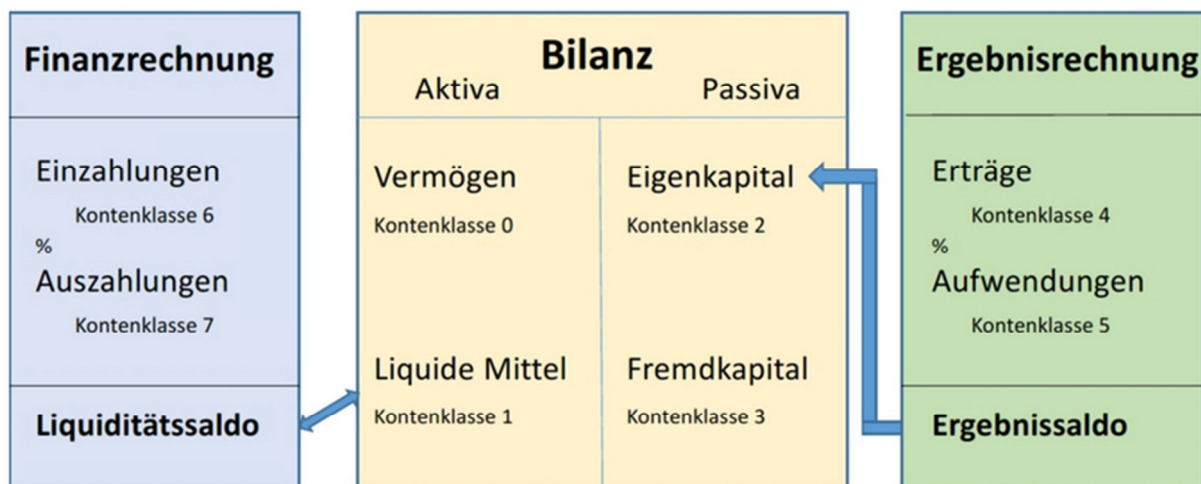 Finanzrechnung
Einzahlungen
Kontenklasse 6
%
Auszahlungen
Kontenklasse 7
Liquiditätssaldo
Bilanz
Aktiva
Passiva
Vermögen
Kontenklasse 0
Liquide Mittel
Kontenklasse 1
Eigenkapital
Kontenklasse 2
Fremdkapital
Kontenklasse 3
Ergebnisrechnung
Erträge
Kontenklasse 4
%
Aufwendungen
Kontenklasse 5
Ergebnissaldo